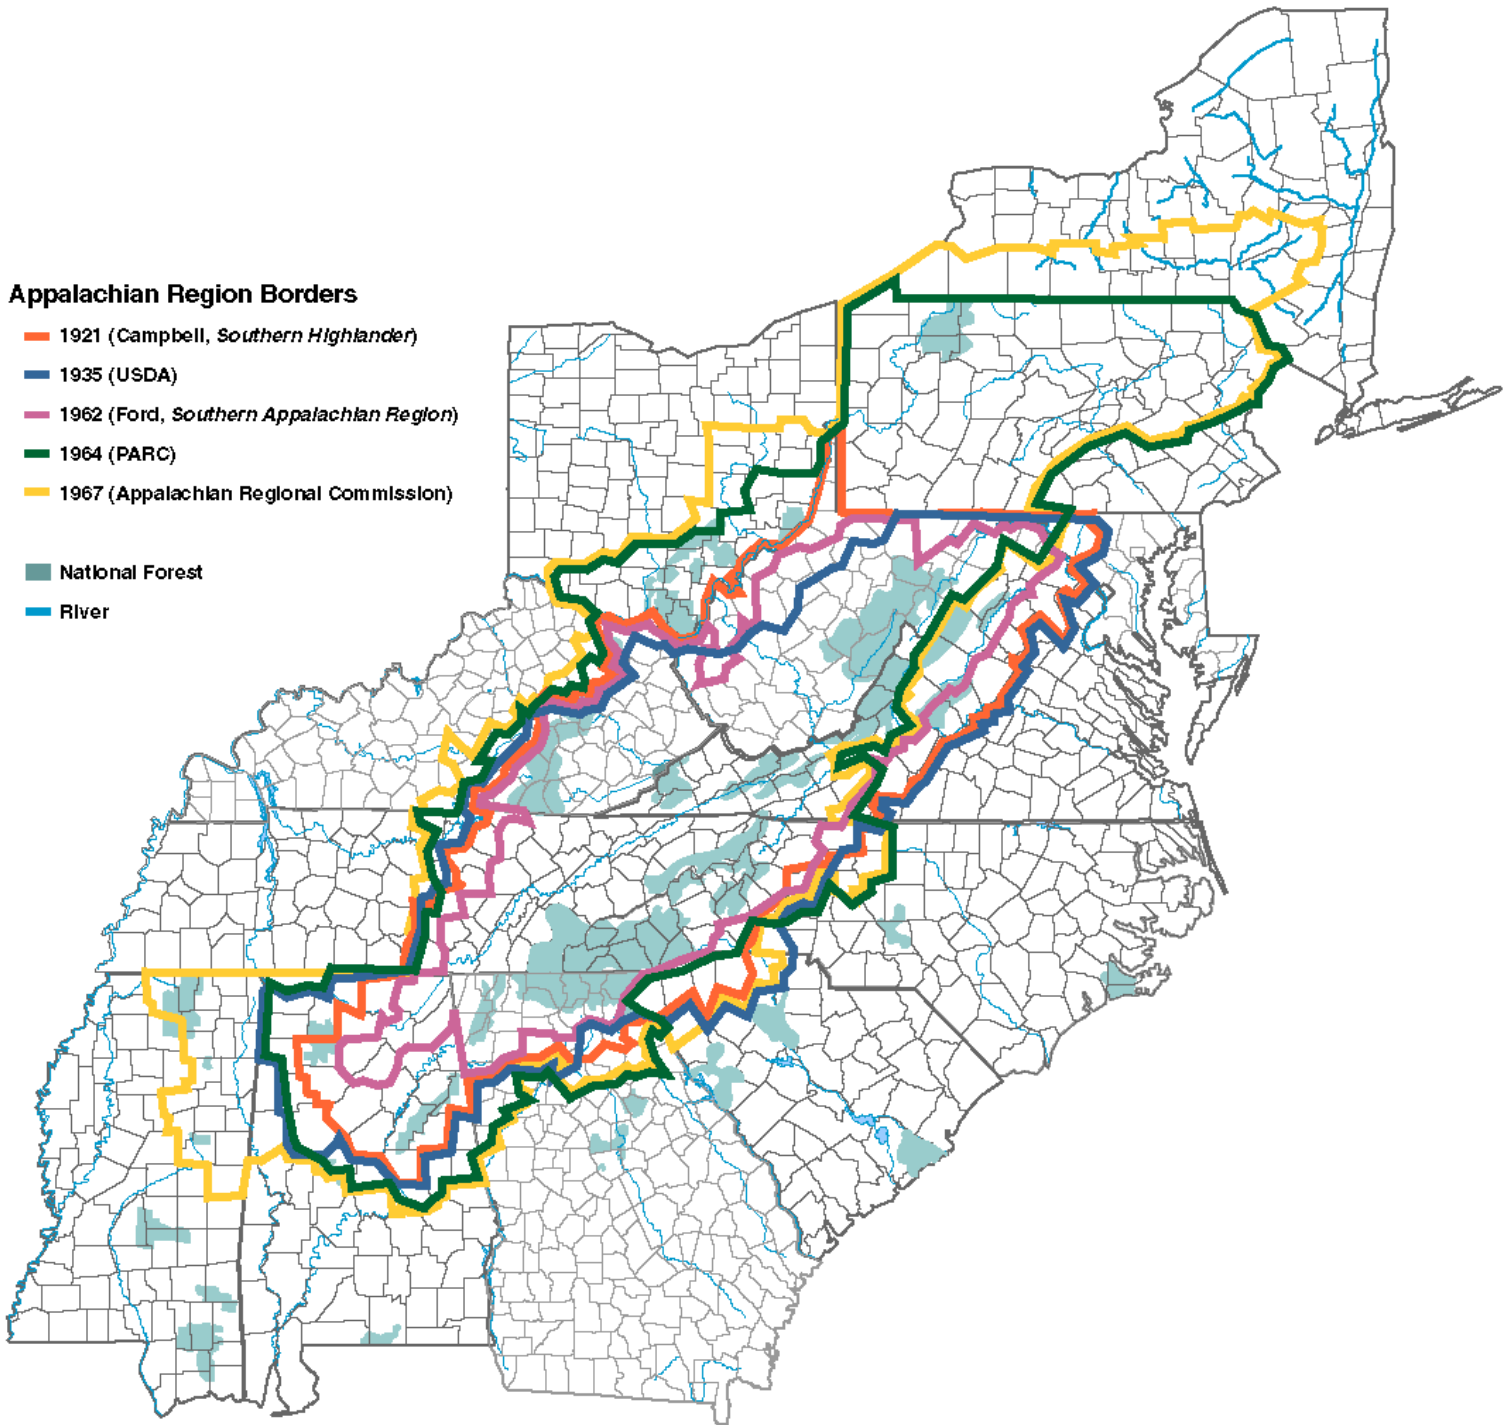 Appalachian Region Borders
1921 (Campbell, Southern Highlander)
1935 (USDA)
1962 (Ford, Southern Appalachian Region)
1964 (PARC)
1967 (Appalachian Regional Commission)
National Forest
River